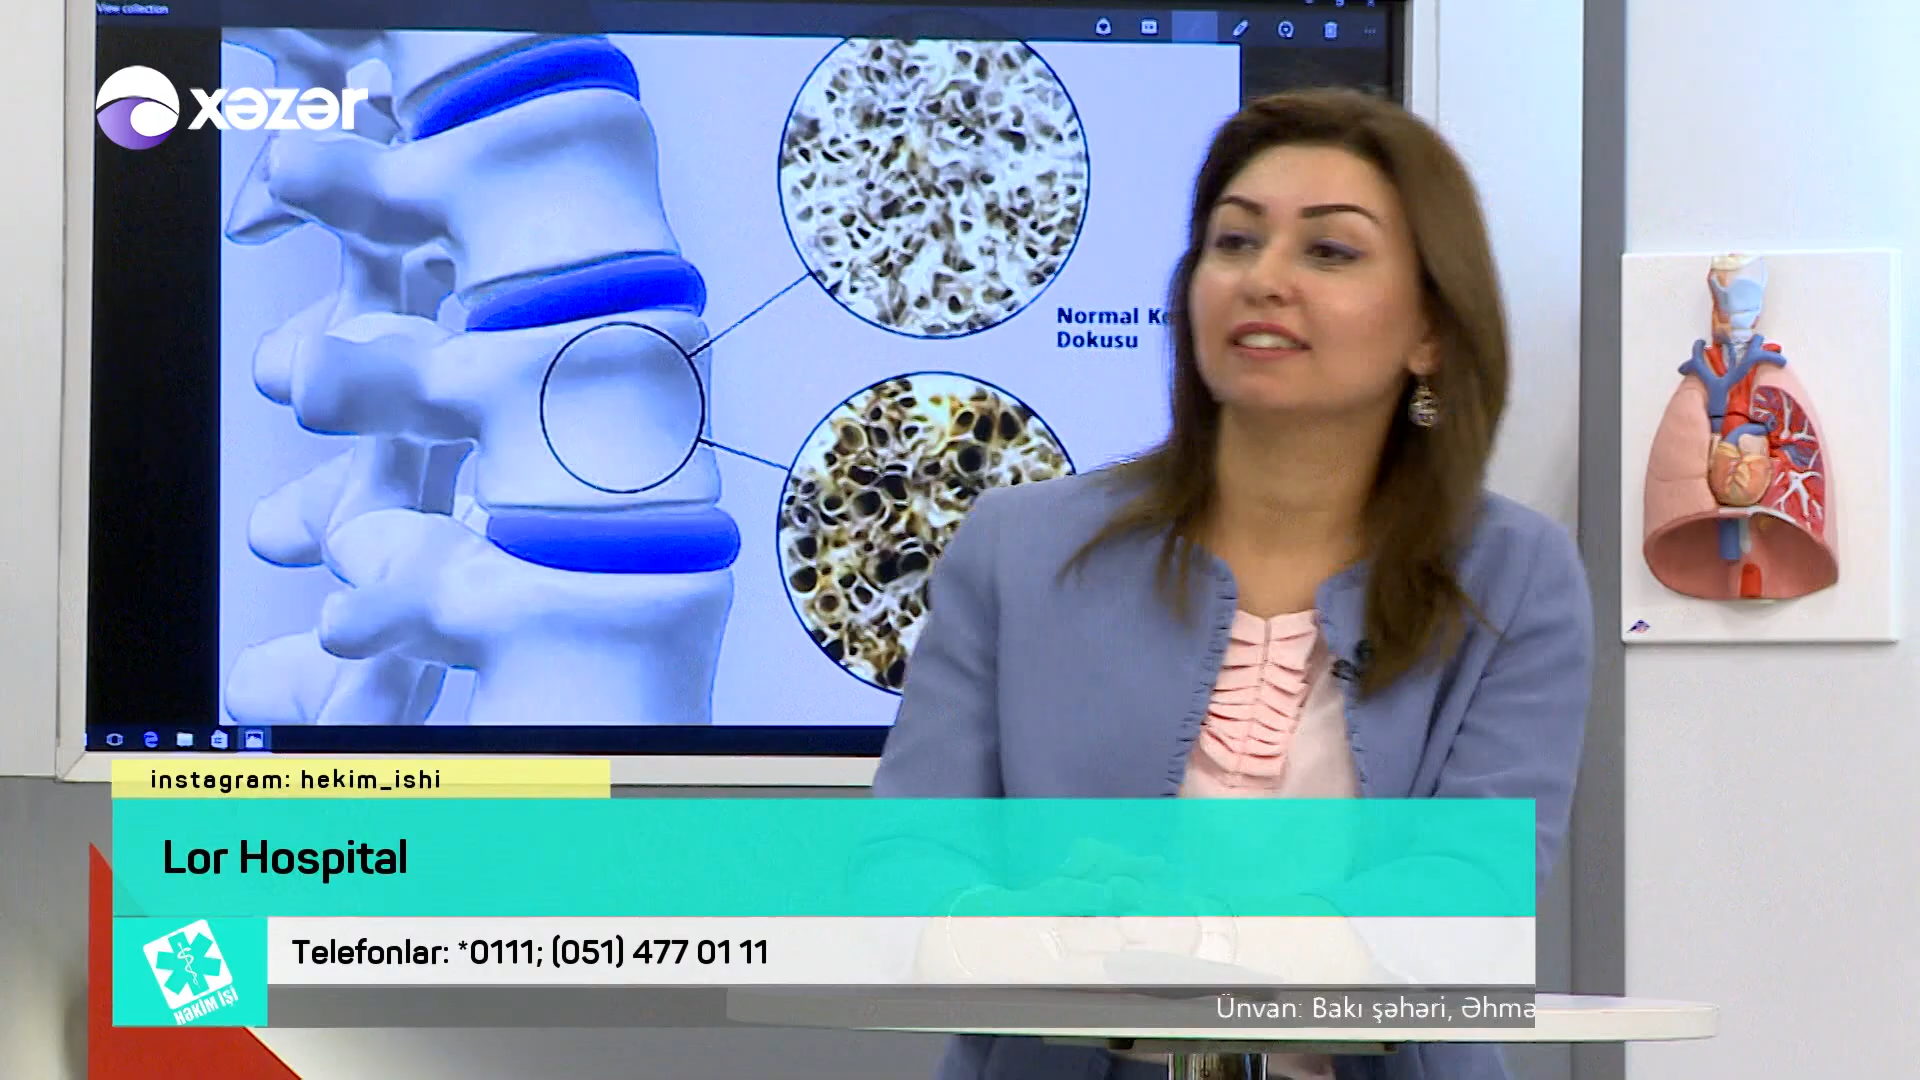 View collection
xəzər
Normal
Dokusu
instagram: hekim_ishi
Lor Hospital
Telefonlar: *0111; (051) 477 01 11
HƏKİM İŞİ
Ünvan: Bakı şəhəri, Əhmə